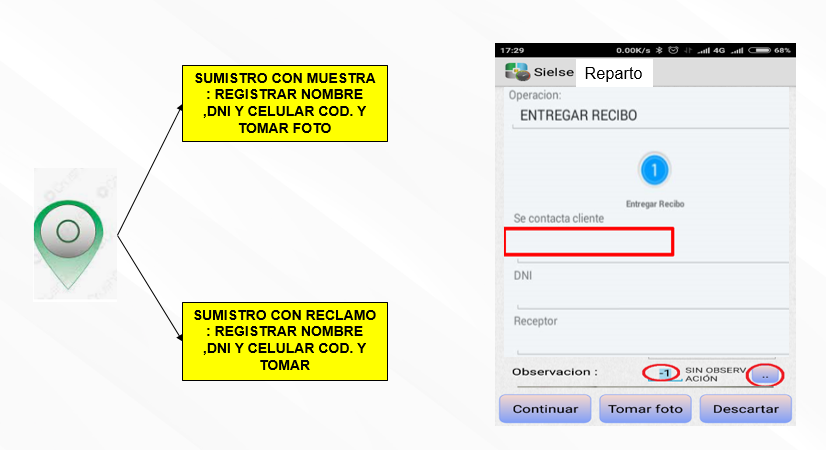 SUMISTRO CON MUESTRA
: REGISTRAR NOMBRE
,DNI Y CELULAR COD. Y
TOMAR FOTO
SUMISTRO CON RECLAMO
: REGISTRAR NOMBRE
,DNI Y CELULAR COD. Y
TOMAR
17:29 0.00K/s 4G 68%
Sielse Reparto
Operacion:
ENTREGAR RECIBO
1
Entregar Recibo
Se contacta cliente
DNI
Receptor
Observacion : -1 SIN OBSERV
ACIÓN ..
Continuar Tomar foto Descartar